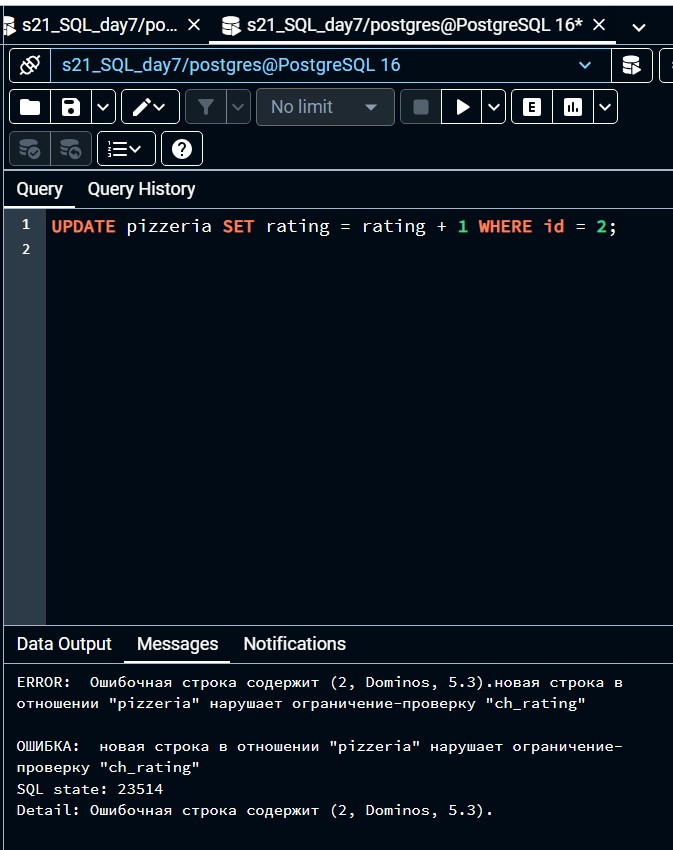 s21_SQL_day7/po... s21_SQL_day7/postgres@PostgreSQL 16*
s21_SQL_day7/postgres@PostgreSQL 16
No limit
E
Query Query History
1 UPDATE pizzeria SET rating = rating + 1 WHERE id = 2;
2
Data Output Messages Notifications
ERROR:  Ошибочная строка содержит (2, Dominos, 5.3).новая строка в
отношении "pizzeria" нарушает ограничение-проверку "ch_rating"
ОШИБКА:  новая строка в отношении "pizzeria" нарушает ограничение-
проверку "ch_rating"
SQL state: 23514
Detail: Ошибочная строка содержит (2, Dominos, 5.3).